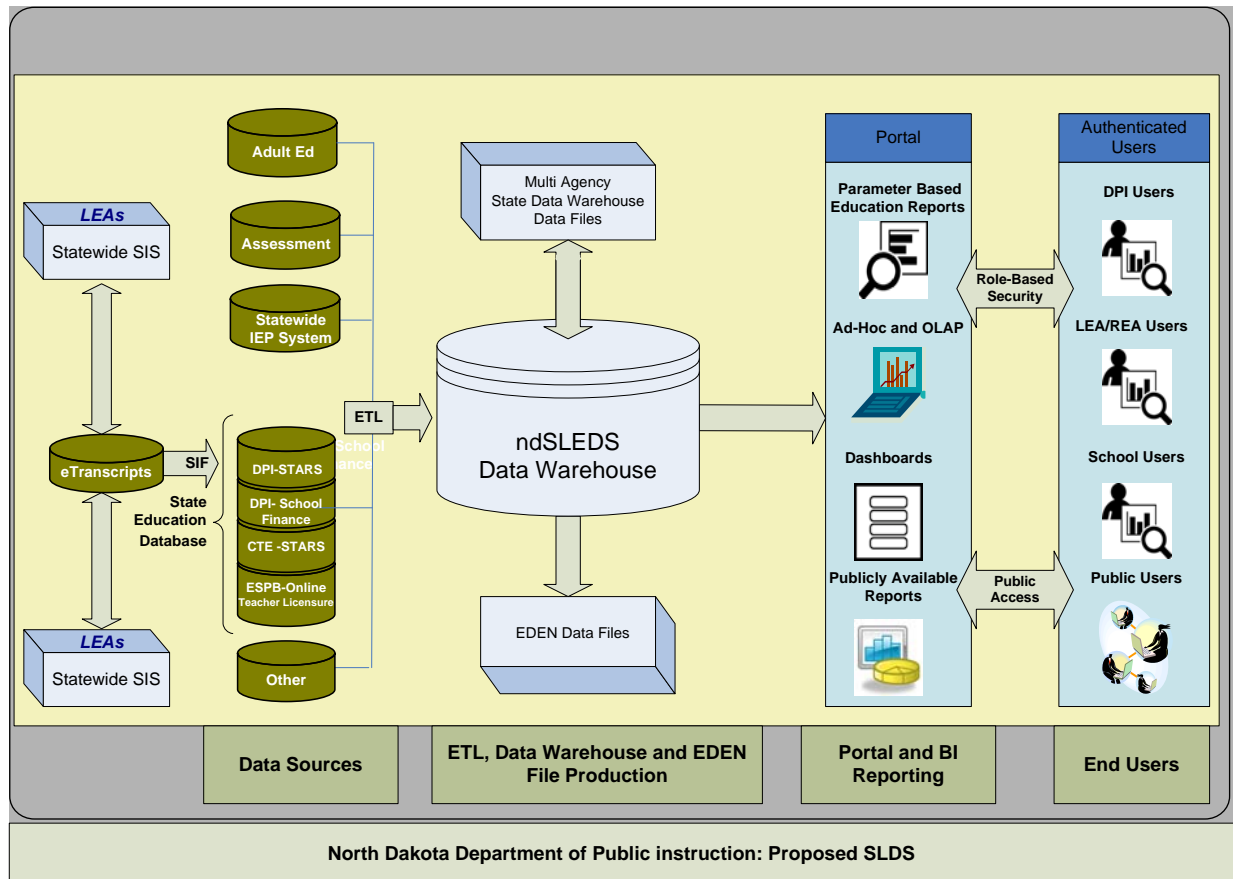 Adult Ed
Assessment
Statewide
IEP System
LEAs
Statewide SIS
eTranscripts
SIF
State
Education
Database
DPI-STARS
DPI- School
Finance
CTE -STARS
ESPB-Online
Teacher Licensure
Other
LEAs
Statewide SIS
ETL
School
nance
Multi Agency
State Data Warehouse
Data Files
ndSLEDS
Data Warehouse
EDEN Data Files
Portal
Parameter Based
Education Reports
Ad-Hoc and OLAP
Dashboards
Publicly Available
Reports
Role-Based
Security
Public
Access
Authenticated
Users
DPI Users
LEA/REA Users
School Users
Public Users
Data Sources
ETL, Data Warehouse and EDEN
File Production
Portal and BI
Reporting
End Users
North Dakota Department of Public instruction: Proposed SLDS